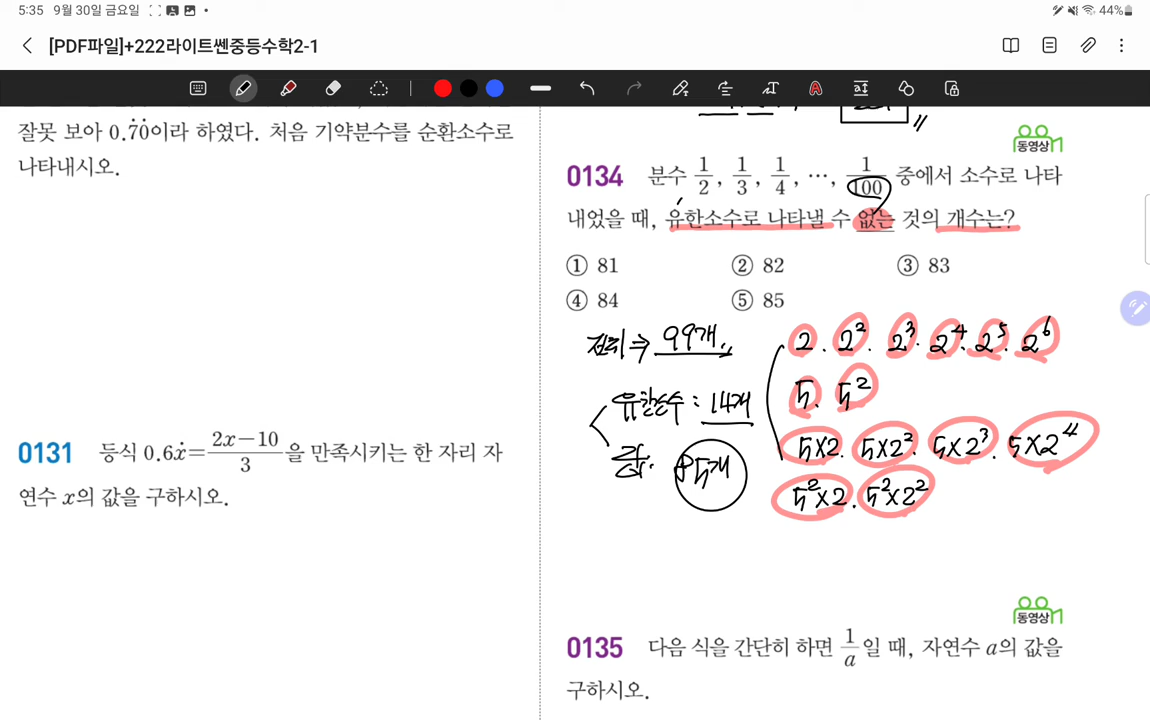 5:35 9월 30일 금요일 44%
[PDF파일]+222라이트쎈중등수학2-1
잘못 보아 0.7̇0̇이라 하였다. 처음 기약분수를 순환소수로
나타내시오.
0131 등식 0.6ẋ=(2x-10)/3을 만족시키는 한 자리 자
연수 x의 값을 구하시오.
동영상
0134 분수 1/2, 1/3, 1/4, ⋯, 1/100 중에서 소수로 나타
내었을 때, 유한소수로 나타낼 수 없는 것의 개수는?
① 81 ② 82 ③ 83
④ 84 ⑤ 85
99개
유한소수 : 14개
85개
2. 2². 2³. 2⁴. 2⁵. 2⁶
5. 5²
5×2. 5×2². 5×2³. 5×2⁴
5²×2. 5²×2²
동영상
0135 다음 식을 간단히 하면 1/a일 때, 자연수 a의 값을
구하시오.